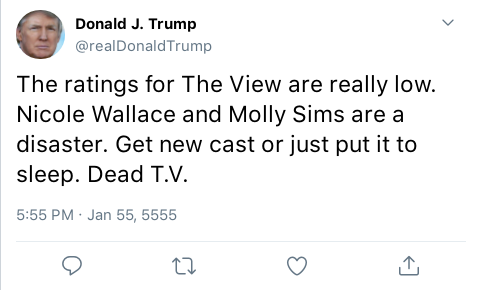 Donald J. Trump
@realDonaldTrump
The ratings for The View are really low.
Nicole Wallace and Molly Sims are a
disaster. Get new cast or just put it to
sleep. Dead T.V.
5:55 PM · Jan 55, 5555